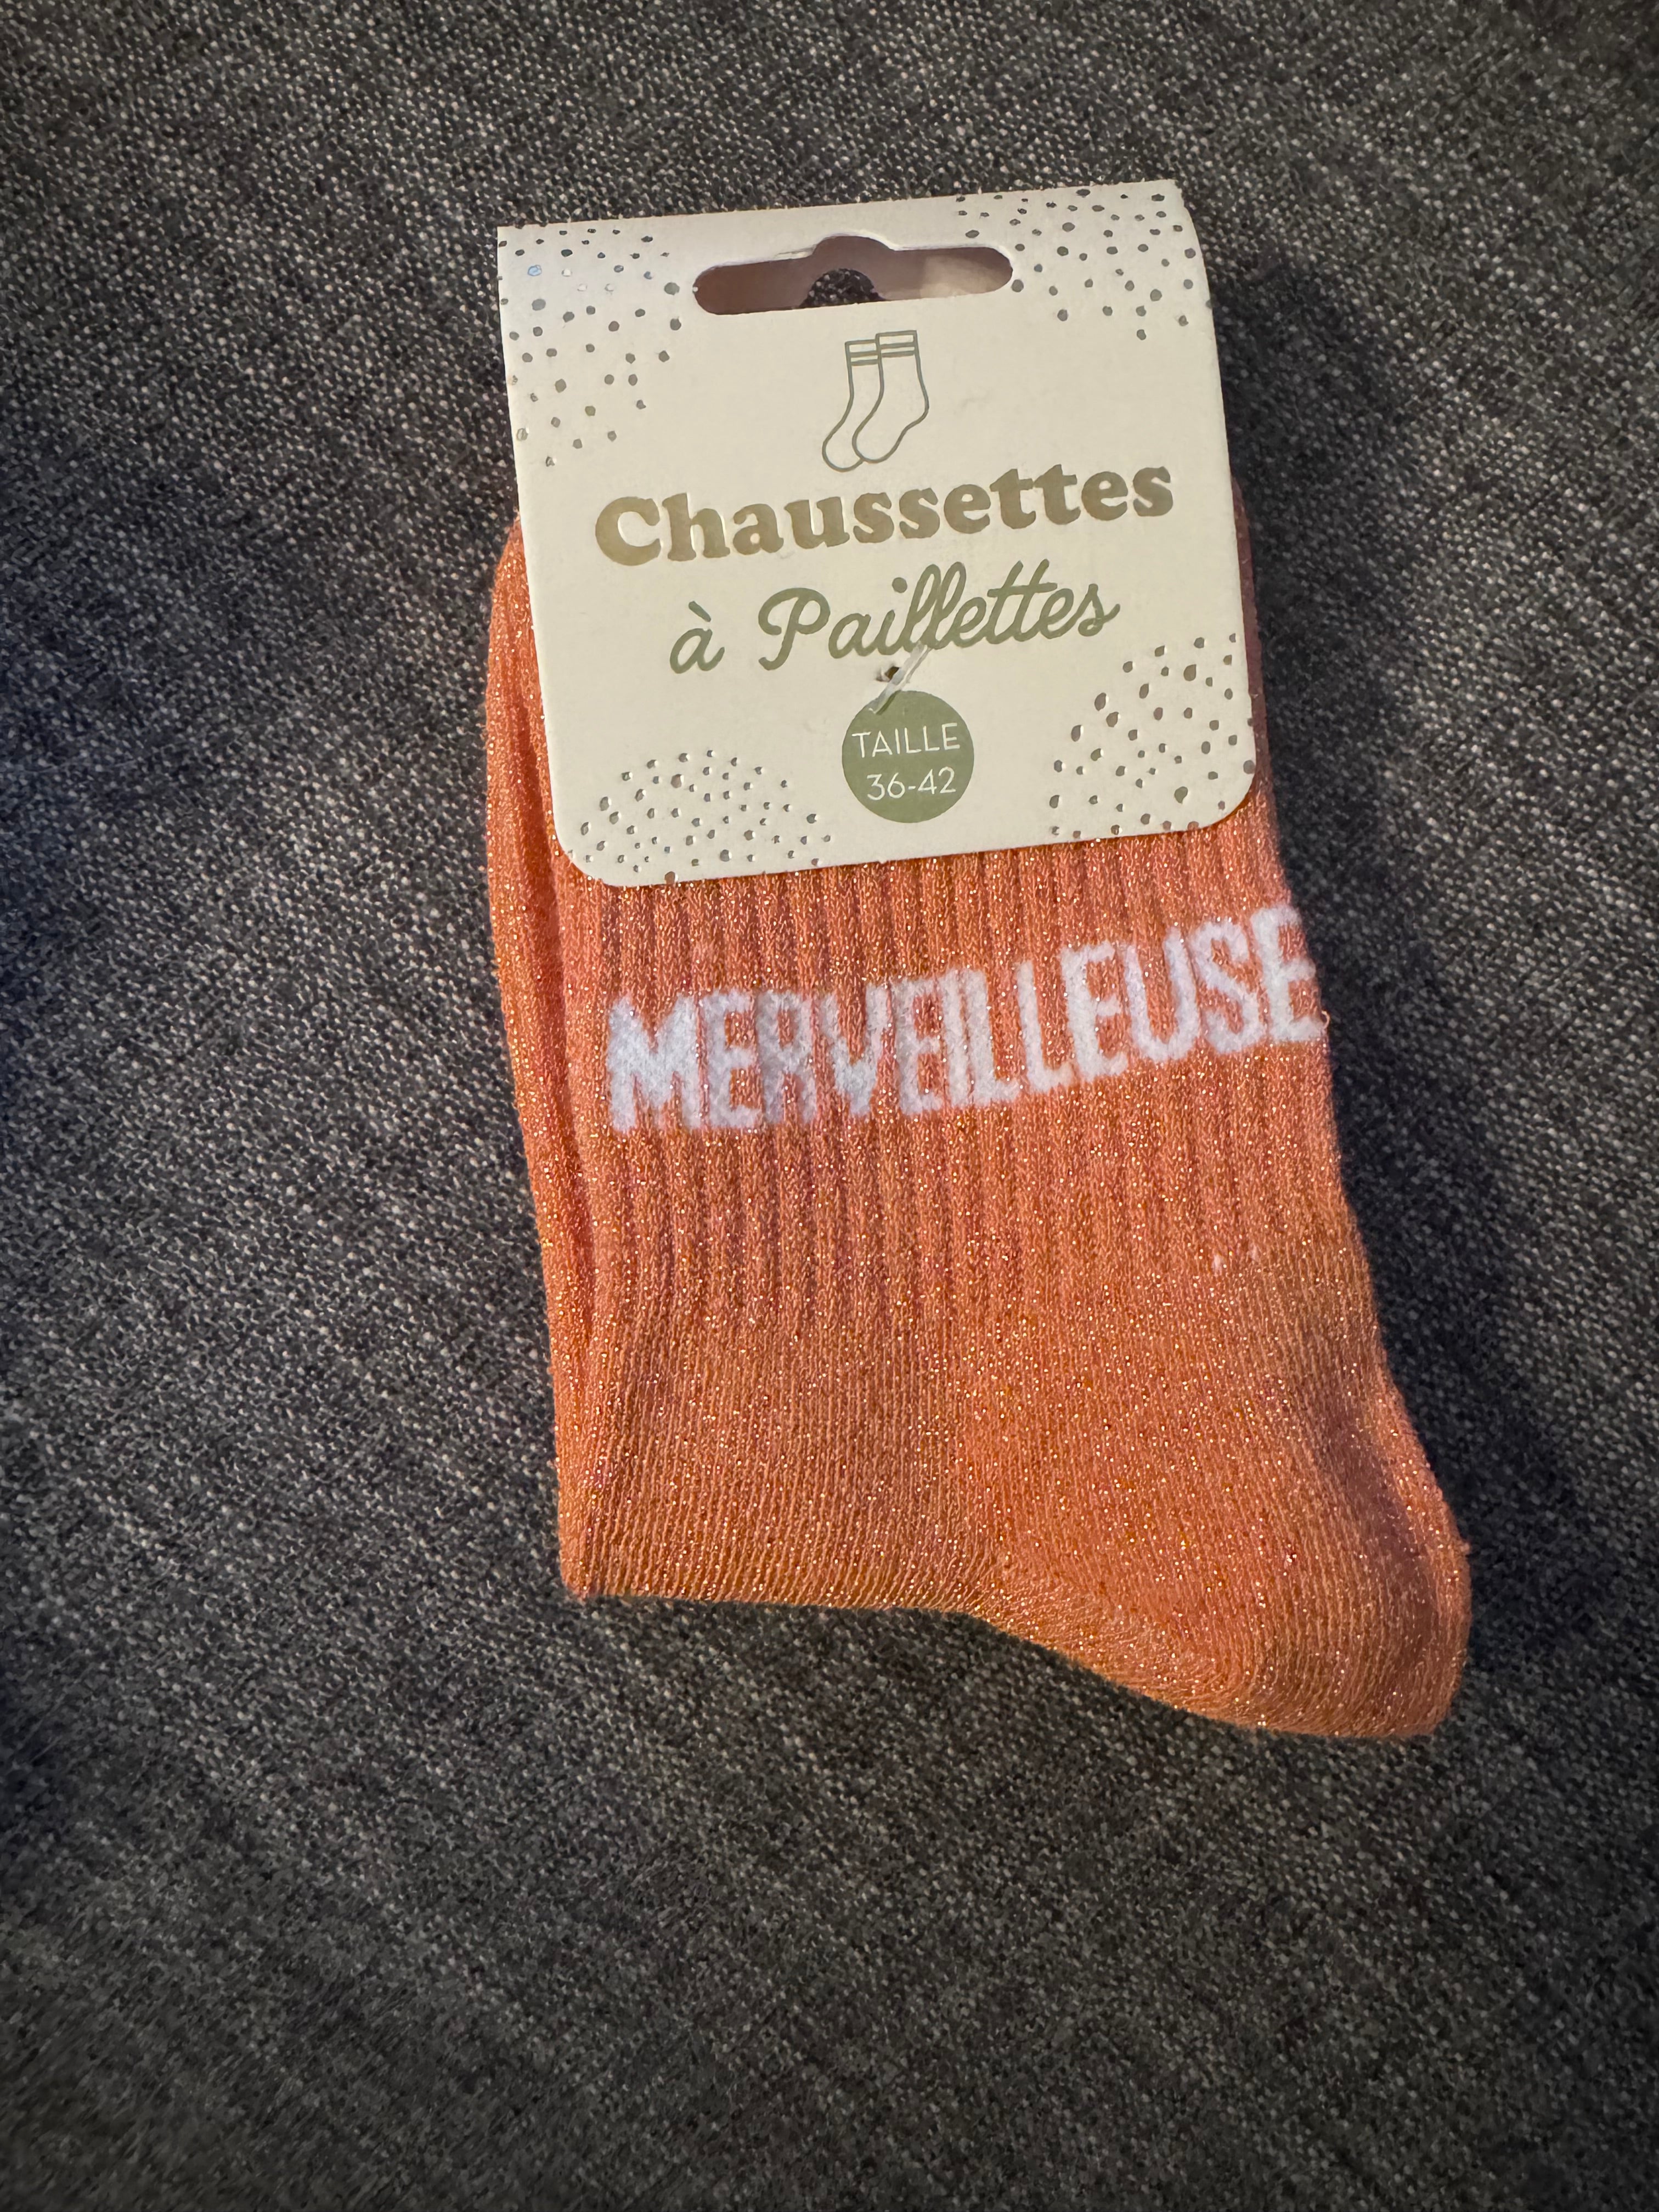 Chaussettes
à Paillettes
TAILLE
36-42
MERVEILLEUSE